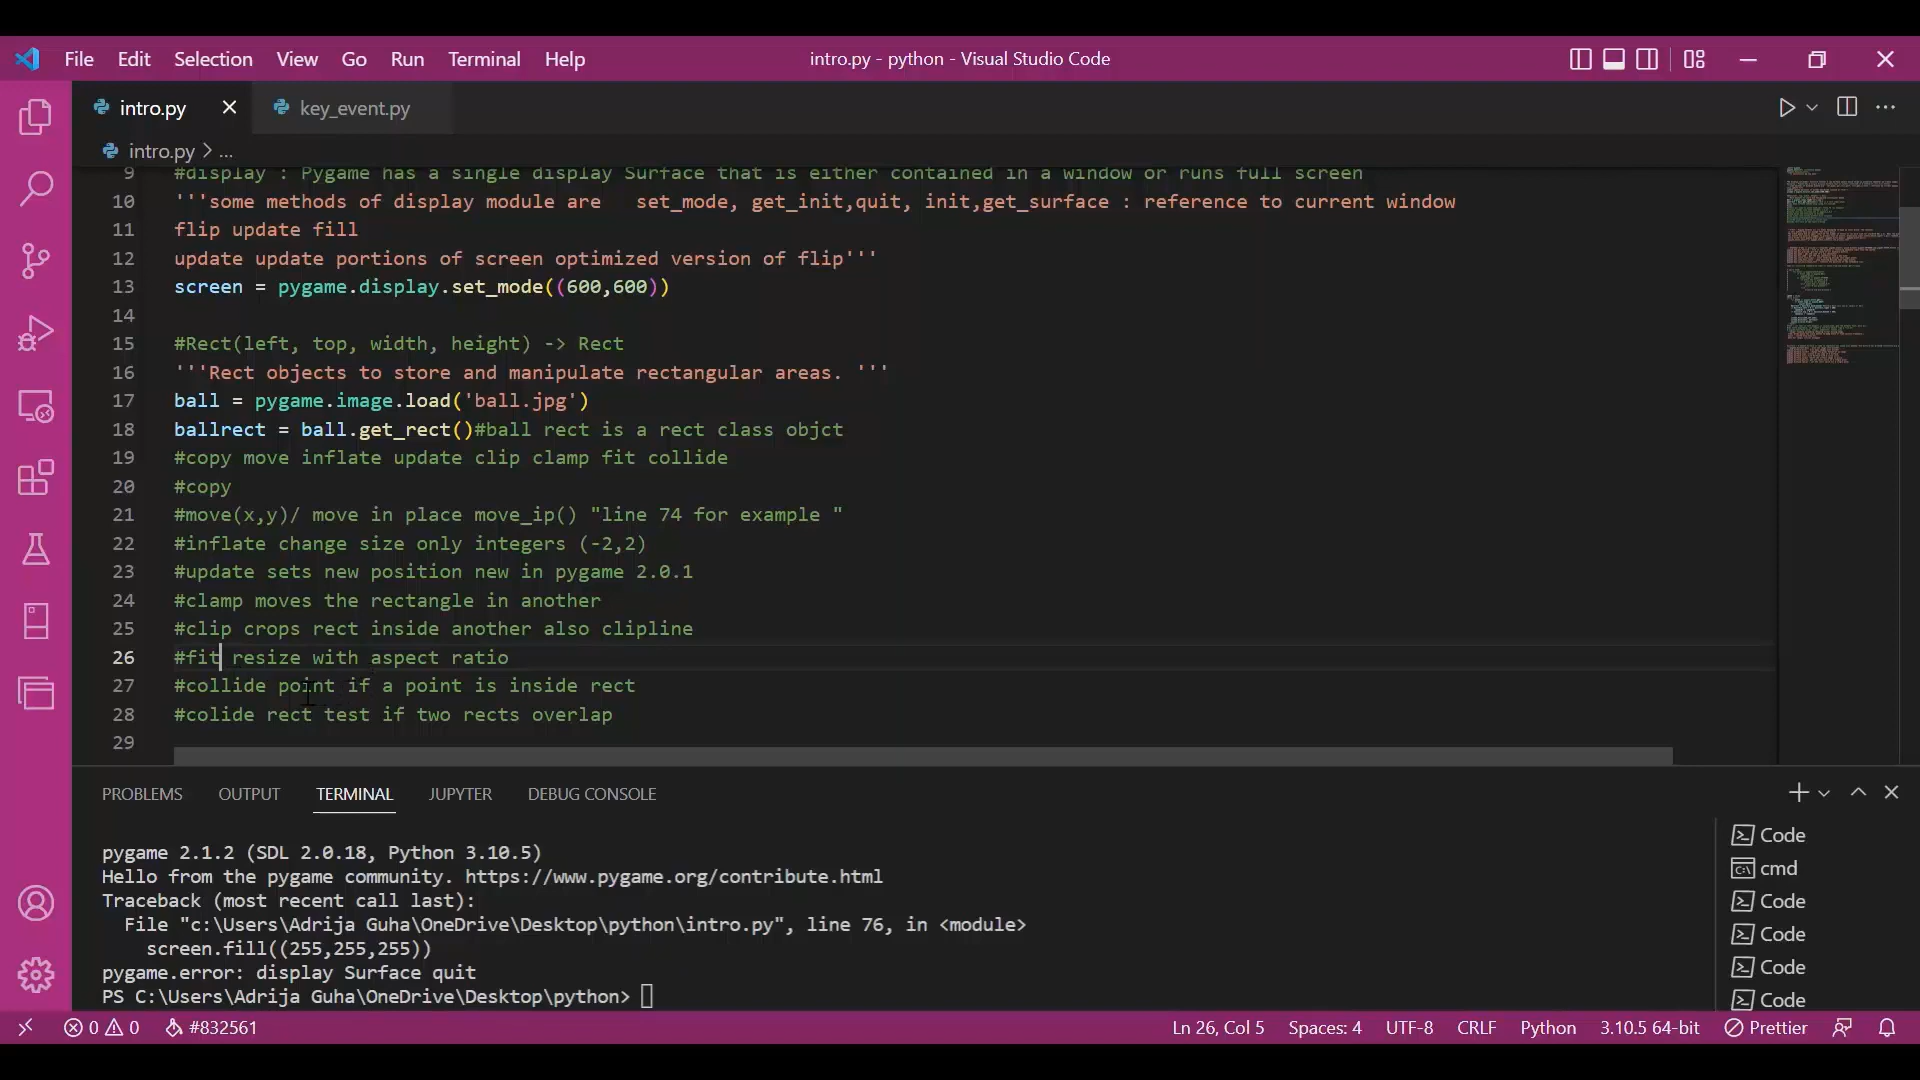 File Edit Selection View Go Run Terminal Help intro.py - python - Visual Studio Code
intro.py key_event.py
intro.py > ...
9 #display : Pygame has a single display Surface that is either contained in a window or runs full screen
10 '''some methods of display module are   set_mode, get_init,quit, init,get_surface : reference to current window
11 flip update fill
12 update update portions of screen optimized version of flip'''
13 screen = pygame.display.set_mode((600,600))
14
15 #Rect(left, top, width, height) -> Rect
16 '''Rect objects to store and manipulate rectangular areas. '''
17 ball = pygame.image.load('ball.jpg')
18 ballrect = ball.get_rect()#ball rect is a rect class objct
19 #copy move inflate update clip clamp fit collide
20 #copy
21 #move(x,y)/ move in place move_ip() "line 74 for example "
22 #inflate change size only integers (-2,2)
23 #update sets new position new in pygame 2.0.1
24 #clamp moves the rectangle in another
25 #clip crops rect inside another also clipline
26 #fit resize with aspect ratio
27 #collide point if a point is inside rect
28 #colide rect test if two rects overlap
29
PROBLEMS OUTPUT TERMINAL JUPYTER DEBUG CONSOLE
pygame 2.1.2 (SDL 2.0.18, Python 3.10.5)
Hello from the pygame community. https://www.pygame.org/contribute.html
Traceback (most recent call last):
  File "c:\Users\Adrija Guha\OneDrive\Desktop\python\intro.py", line 76, in <module>
    screen.fill((255,255,255))
pygame.error: display Surface quit
PS C:\Users\Adrija Guha\OneDrive\Desktop\python>
Code
cmd
Code
Code
Code
Code
0 0 #832561 Ln 26, Col 5 Spaces: 4 UTF-8 CRLF Python 3.10.5 64-bit Prettier